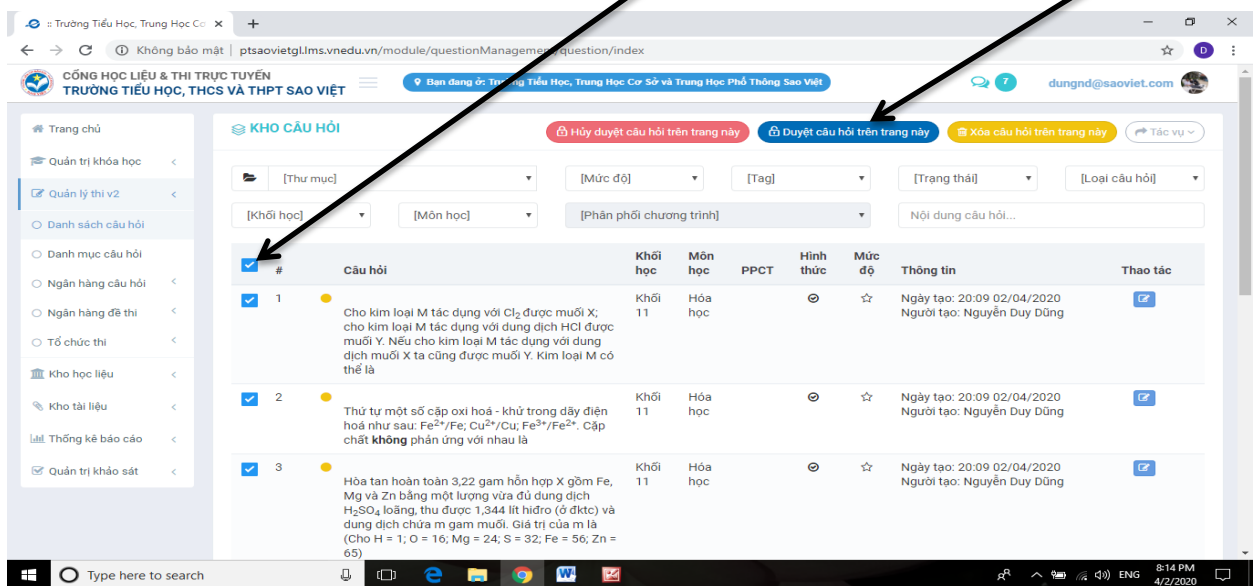 :: Trường Tiểu Học, Trung Học Cơ
Không bảo mật | ptsaovietgl.lms.vnedu.vn/module/questionManagement/question/index
D
CỔNG HỌC LIỆU & THI TRỰC TUYẾN
TRƯỜNG TIỂU HỌC, THCS VÀ THPT SAO VIỆT
Bạn đang ở: Trường Tiểu Học, Trung Học Cơ Sở và Trung Học Phổ Thông Sao Việt
7
dungnd@saoviet.com
Trang chủ
Quản trị khóa học
Quản lý thi v2
Danh sách câu hỏi
Danh mục câu hỏi
Ngân hàng câu hỏi
Ngân hàng đề thi
Tổ chức thi
Kho học liệu
Kho tài liệu
Thống kê báo cáo
Quản trị khảo sát
KHO CÂU HỎI
Hủy duyệt câu hỏi trên trang này
Duyệt câu hỏi trên trang này
Xóa câu hỏi trên trang này
Tác vụ
[Thư mục]
[Mức độ]
[Tag]
[Trạng thái]
[Loại câu hỏi]
[Khối học]
[Môn học]
[Phân phối chương trình]
Nội dung câu hỏi...
# Câu hỏi Khối học Môn học PPCT Hình thức Mức độ Thông tin Thao tác
1
Cho kim loại M tác dụng với Cl₂ được muối X;
cho kim loại M tác dụng với dung dịch HCl được
muối Y. Nếu cho kim loại M tác dụng với dung
dịch muối X ta cũng được muối Y. Kim loại M có
thể là
Khối 11
Hóa học
Ngày tạo: 20:09 02/04/2020
Người tạo: Nguyễn Duy Dũng
2
Thứ tự một số cặp oxi hoá - khử trong dãy điện
hoá như sau: Fe²⁺/Fe; Cu²⁺/Cu; Fe³⁺/Fe²⁺. Cặp
chất không phản ứng với nhau là
Khối 11
Hóa học
Ngày tạo: 20:09 02/04/2020
Người tạo: Nguyễn Duy Dũng
3
Hòa tan hoàn toàn 3,22 gam hỗn hợp X gồm Fe,
Mg và Zn bằng một lượng vừa đủ dung dịch
H₂SO₄ loãng, thu được 1,344 lít hiđro (ở đktc) và
dung dịch chứa m gam muối. Giá trị của m là
(Cho H = 1; O = 16; Mg = 24; S = 32; Fe = 56; Zn =
65)
Khối 11
Hóa học
Ngày tạo: 20:09 02/04/2020
Người tạo: Nguyễn Duy Dũng
Type here to search
ENG
8:14 PM
4/2/2020